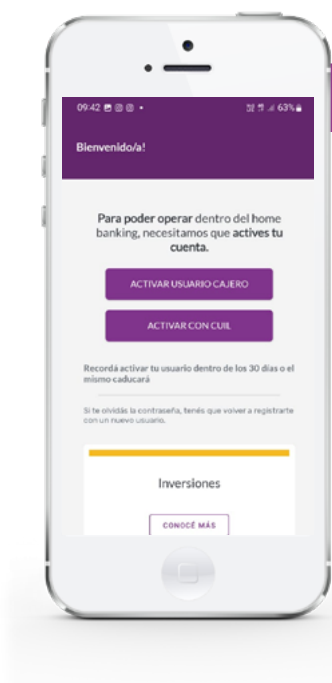 09:42
63%
Bienvenido/a!
Para poder operar dentro del home
banking, necesitamos que actives tu
cuenta.
ACTIVAR USUARIO CAJERO
ACTIVAR CON CUIL
Recordá activar tu usuario dentro de los 30 días o el
mismo caducará
Si te olvidás la contraseña, tenés que volver a registrarte
con un nuevo usuario.
Inversiones
CONOCÉ MÁS